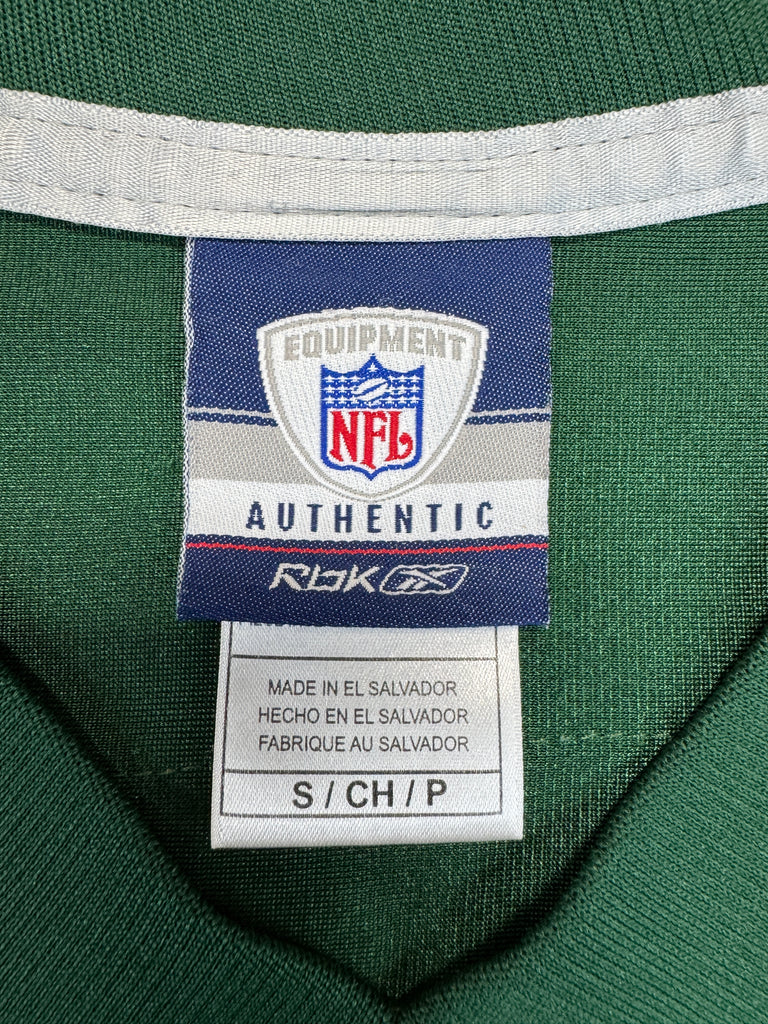 EQUIPMENT
NFL
AUTHENTIC
RbK
MADE IN EL SALVADOR
HECHO EN EL SALVADOR
FABRIQUE AU SALVADOR
S / CH / P